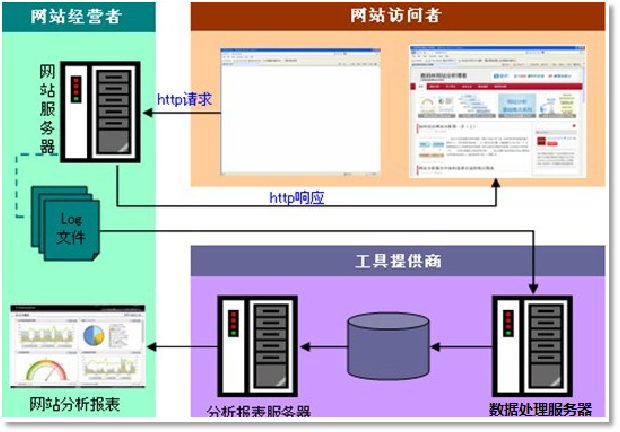 网站经营者
网站访问者
网站服务器
http请求
http响应
Log
文件
工具提供商
网站分析报表
分析报表服务器
数据处理服务器